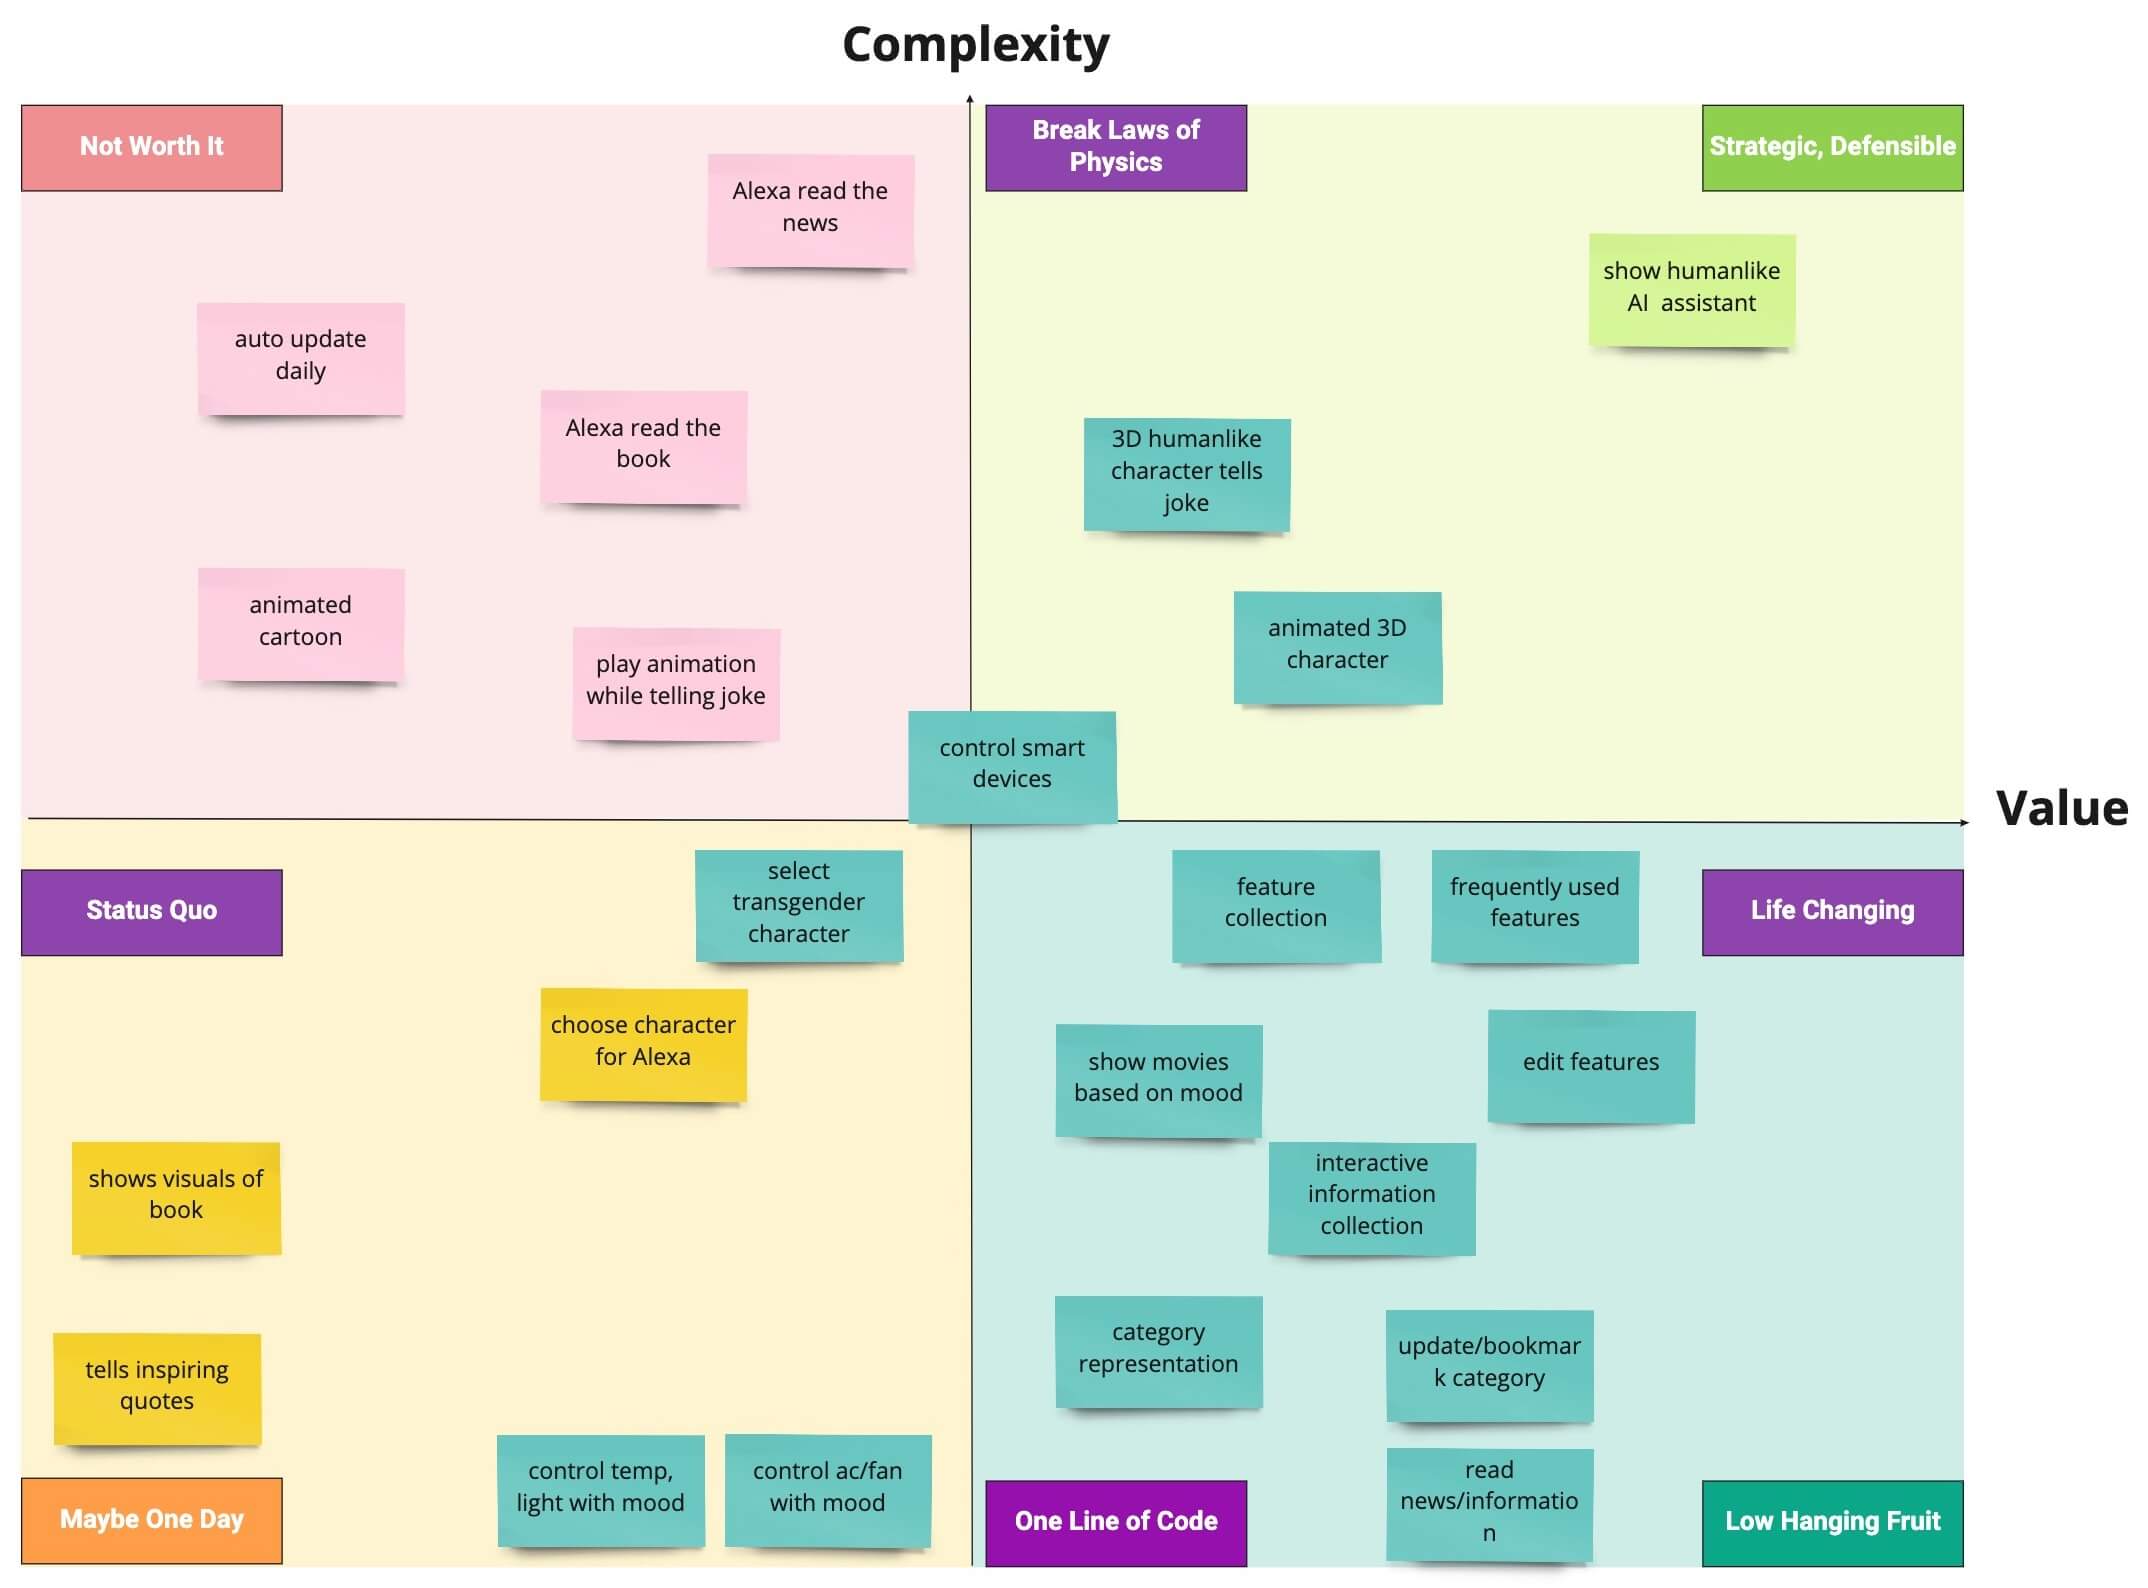 Complexity
Not Worth It
Break Laws of
Physics
Strategic, Defensible
Alexa read the
news
show humanlike
AI  assistant
auto update
daily
Alexa read the
book
3D humanlike
character tells
joke
animated
cartoon
play animation
while telling joke
animated 3D
character
control smart
devices
Value
Status Quo
select
transgender
character
feature
collection
frequently used
features
Life Changing
choose character
for Alexa
show movies
based on mood
edit features
shows visuals of
book
interactive
information
collection
tells inspiring
quotes
category
representation
update/bookmar
k category
control temp,
light with mood
control ac/fan
with mood
read
news/informatio
n
Maybe One Day
One Line of Code
Low Hanging Fruit